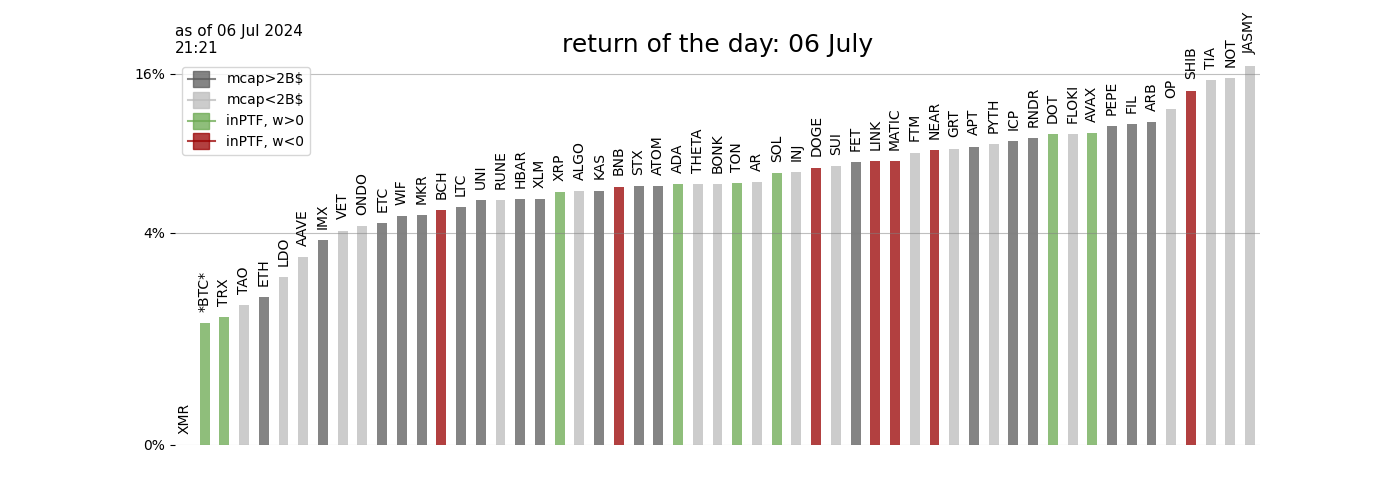 as of 06 Jul 2024
21:21
return of the day: 06 July
mcap>2B$
mcap<2B$
inPTF, w>0
inPTF, w<0
16%
4%
0%
XMR
*BTC*
TRX
TAO
ETH
LDO
AAVE
IMX
VET
ONDO
ETC
WIF
MKR
BCH
LTC
UNI
RUNE
HBAR
XLM
XRP
ALGO
KAS
BNB
STX
ATOM
ADA
THETA
BONK
TON
AR
SOL
INJ
DOGE
SUI
FET
LINK
MATIC
FTM
NEAR
GRT
APT
PYTH
ICP
RNDR
DOT
FLOKI
AVAX
PEPE
FIL
ARB
OP
SHIB
TIA
NOT
JASMY